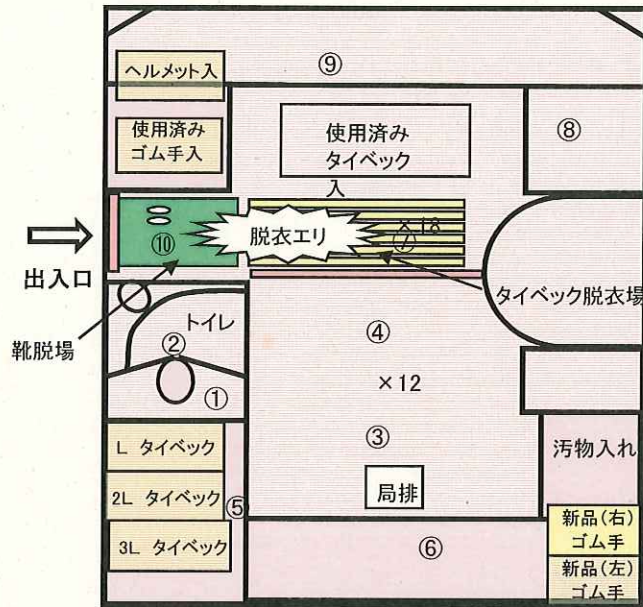 ⑨
ヘルメット入
使用済み
ゴム手入
使用済み
タイベック
入
⑧
×18
⑦
⑩
脱衣エリ
出入口
タイベック脱衣場
靴脱場
トイレ
②
①
④
×12
③
局排
L タイベック
2L タイベック
3L タイベック
⑤
⑥
汚物入れ
新品(右)
ゴム手
新品(左)
ゴム手